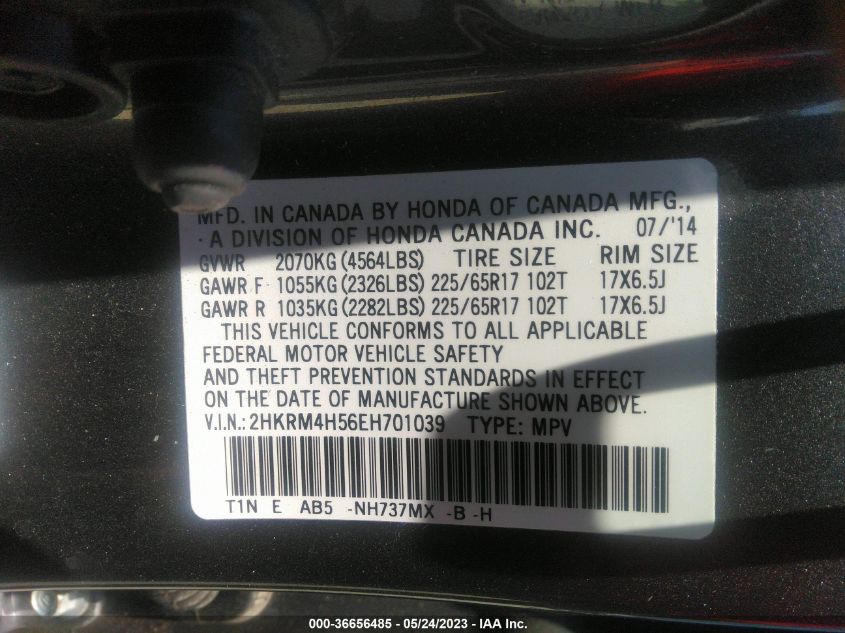 MFD. IN CANADA BY HONDA OF CANADA MFG.,
· A DIVISION OF HONDA CANADA INC. 07/'14
GVWR 2070KG (4564LBS) TIRE SIZE RIM SIZE
GAWR F 1055KG (2326LBS) 225/65R17 102T 17X6.5J
GAWR R 1035KG (2282LBS) 225/65R17 102T 17X6.5J
THIS VEHICLE CONFORMS TO ALL APPLICABLE
FEDERAL MOTOR VEHICLE SAFETY
AND THEFT PREVENTION STANDARDS IN EFFECT
ON THE DATE OF MANUFACTURE SHOWN ABOVE.
V.I.N.: 2HKRM4H56EH701039 TYPE: MPV
T1N E AB5 -NH737MX -B -H
000-36656485 - 05/24/2023 - IAA Inc.